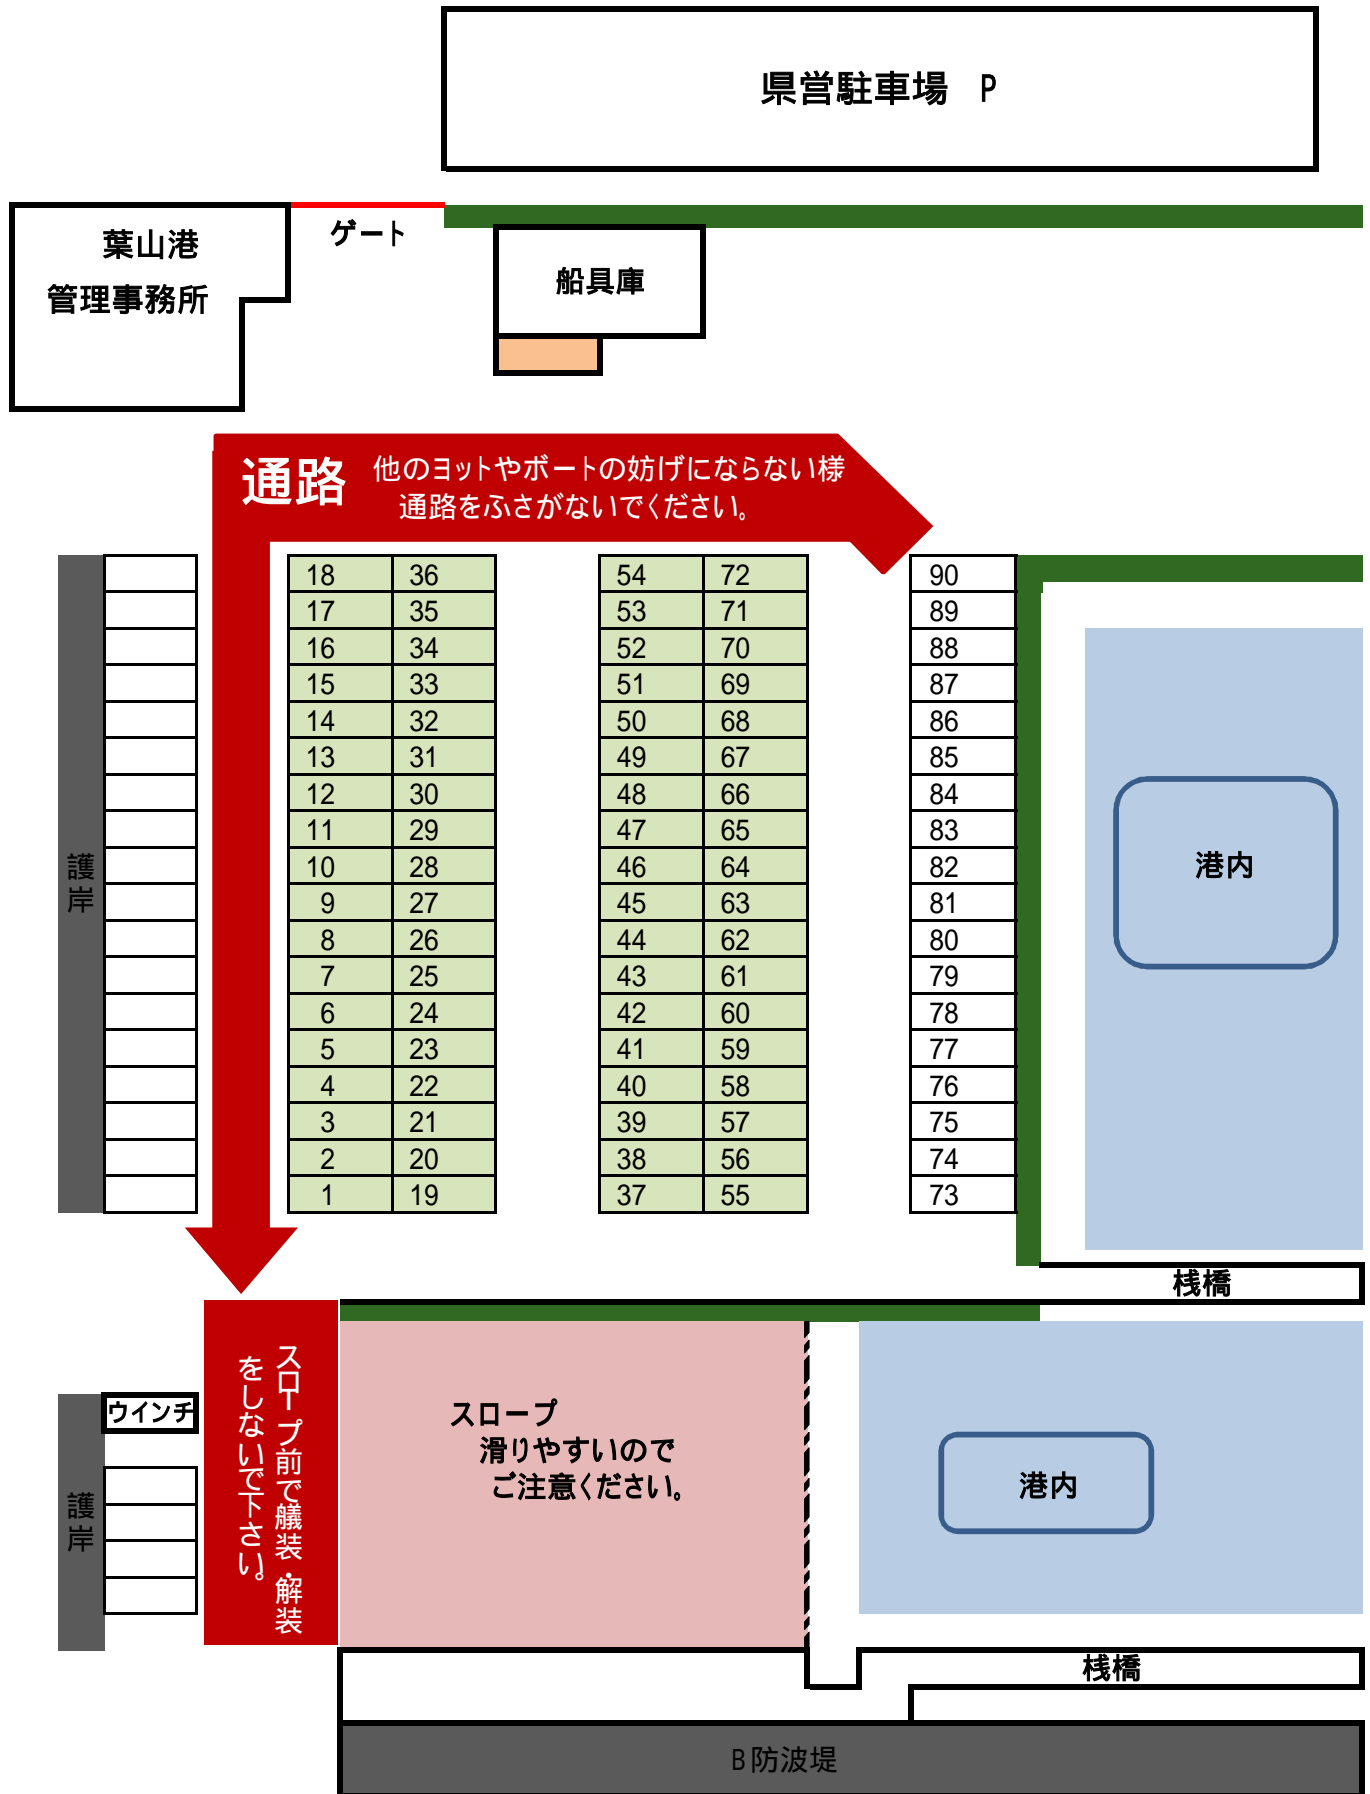 県営駐車場 P
葉山港
管理事務所
ゲート
船具庫
通路
他のヨットやボートの妨げにならない様
通路をふさがないでください。
18 36 54 72 90
17 35 53 71 89
16 34 52 70 88
15 33 51 69 87
14 32 50 68 86
13 31 49 67 85
12 30 48 66 84
11 29 47 65 83
10 28 46 64 82
9 27 45 63 81
8 26 44 62 80
7 25 43 61 79
6 24 42 60 78
5 23 41 59 77
4 22 40 58 76
3 21 39 57 75
2 20 38 56 74
1 19 37 55 73
護岸
港内
桟橋
スロープ前で艤装・解装
をしないで下さい。
ウインチ
護岸
スロープ
滑りやすいので
ご注意ください。
港内
桟橋
B防波堤